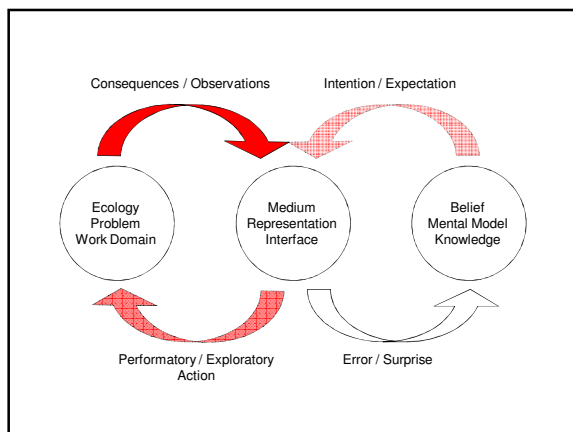 Consequences / Observations
Intention / Expectation
Ecology
Problem
Work Domain
Medium
Representation
Interface
Belief
Mental Model
Knowledge
Performatory / Exploratory
Action
Error / Surprise